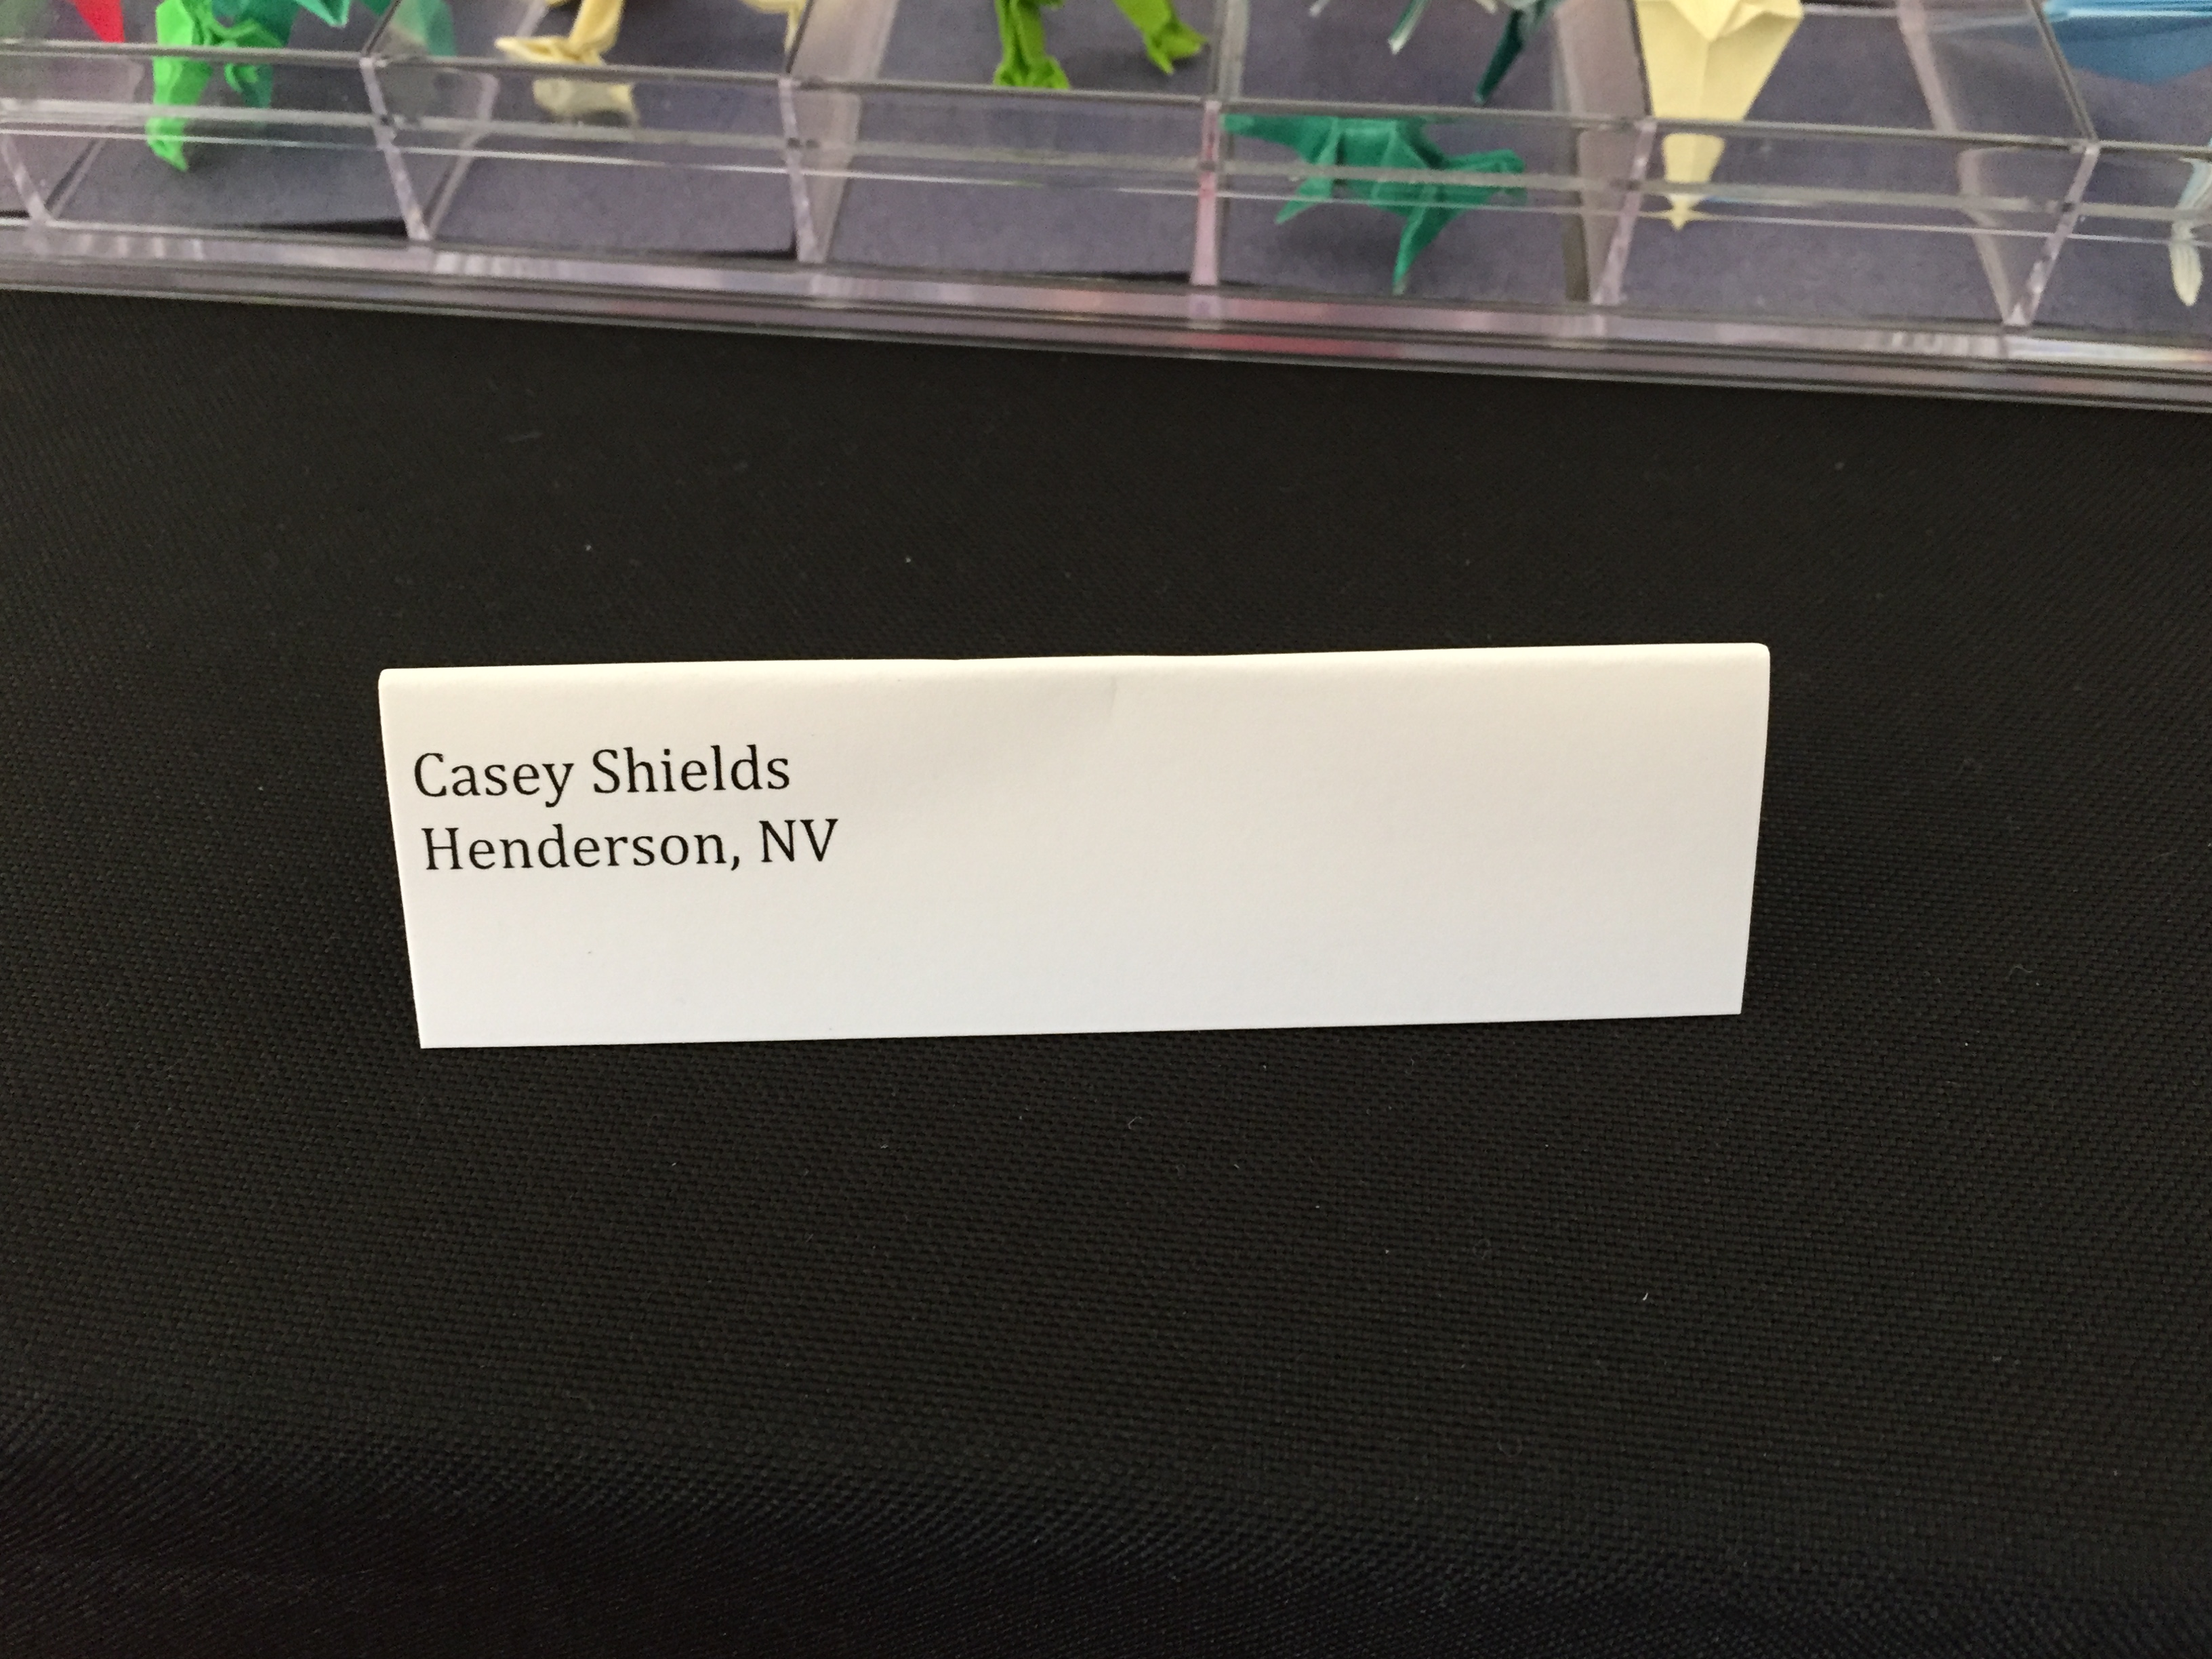 Casey Shields
Henderson, NV